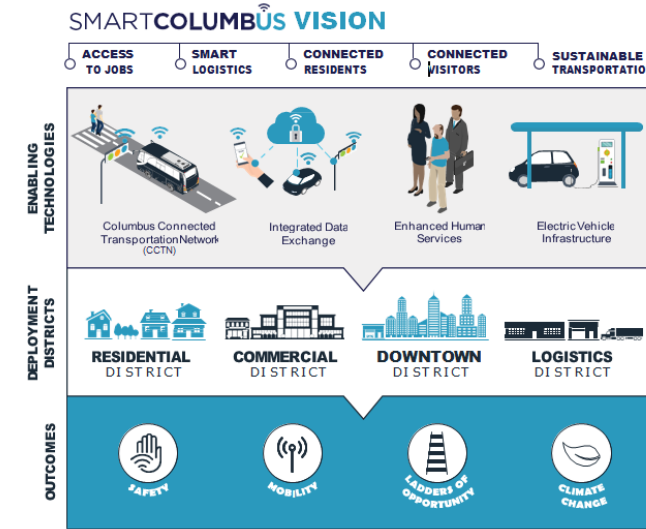 SMARTCOLUMBUS VISION
ACCESS
TO JOBS
SMART
LOGISTICS
CONNECTED
RESIDENTS
CONNECTED
VISITORS
SUSTAINABLE
TRANSPORTATIO
ENABLING
TECHNOLOGIES
Columbus Connected
Transportation Network
(CCTN)
Integrated Data
Exchange
Enhanced Human
Services
Electric Vehicle
Infrastructure
DEPLOYMENT
DISTRICTS
RESIDENTIAL
DISTRICT
COMMERCIAL
DISTRICT
DOWNTOWN
DISTRICT
LOGISTICS
DISTRICT
OUTCOMES
SAFETY
MOBILITY
LADDERS OF
OPPORTUNITY
CLIMATE
CHANGE